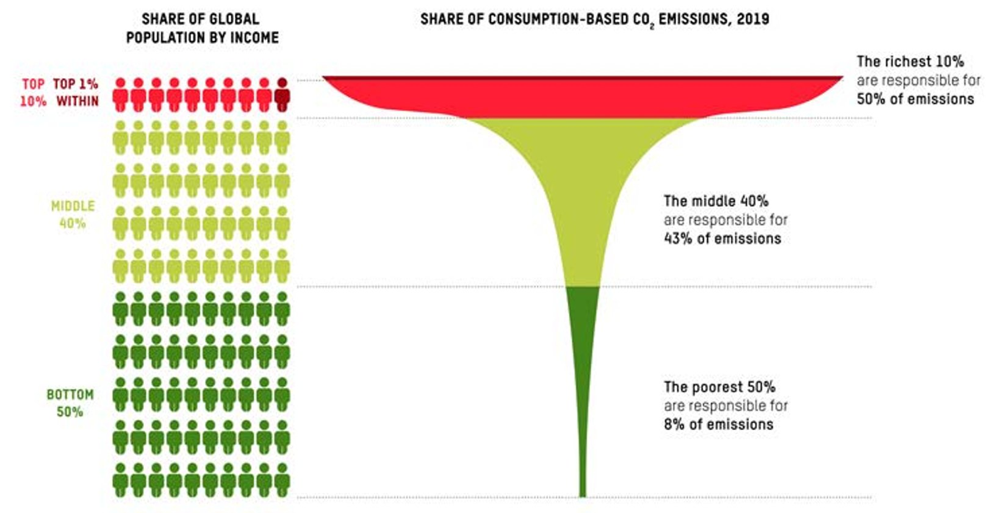 SHARE OF GLOBAL
POPULATION BY INCOME
SHARE OF CONSUMPTION-BASED CO₂ EMISSIONS, 2019
TOP 10%
TOP 1% WITHIN
The richest 10%
are responsible for
50% of emissions
MIDDLE
40%
The middle 40%
are responsible for
43% of emissions
BOTTOM
50%
The poorest 50%
are responsible for
8% of emissions